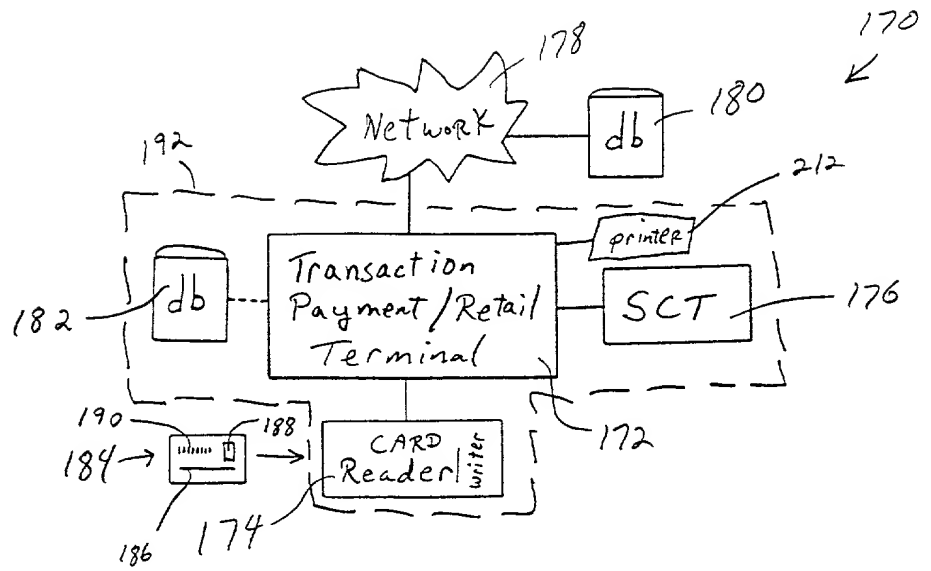 170
178
Network
180
db
192
212
printer
Transaction
Payment/Retail
Terminal
182
db
SCT
176
172
190
188
184
186
CARD
Reader/writer
174